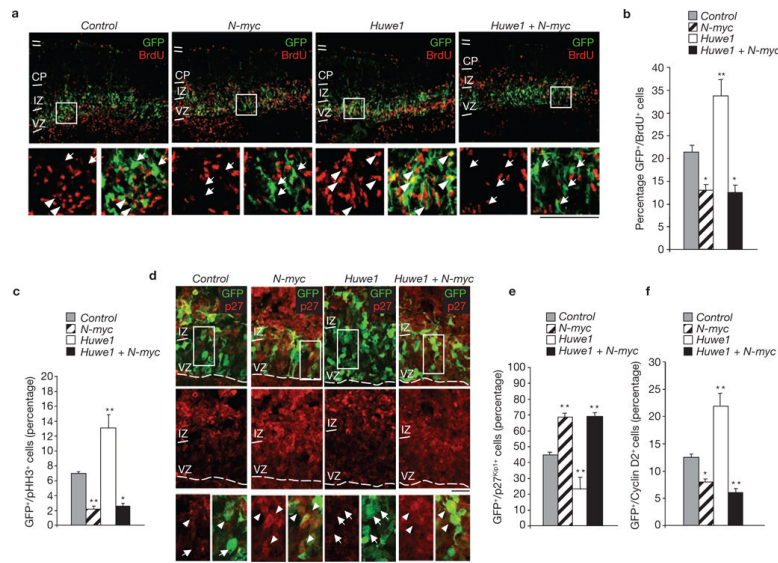 a
Control
N-myc
Huwe1
Huwe1 + N-myc
GFP
BrdU
GFP
BrdU
GFP
BrdU
GFP
BrdU
CP
IZ
VZ
CP
IZ
VZ
CP
IZ
VZ
CP
IZ
VZ
b
Control
N-myc
Huwe1
Huwe1 + N-myc
Percentage GFP+/BrdU+ cells
40
35
30
25
20
15
10
5
0
*
**
*
c
Control
N-myc
Huwe1
Huwe1 + N-myc
GFP+/pHH3+ cells (percentage)
16
14
12
10
8
6
4
2
0
**
**
*
d
Control
N-myc
Huwe1
Huwe1 + N-myc
GFP
p27
GFP
p27
GFP
p27
GFP
p27
IZ
VZ
IZ
VZ
IZ
VZ
IZ
VZ
IZ
VZ
IZ
VZ
IZ
VZ
IZ
VZ
e
Control
N-myc
Huwe1
Huwe1 + N-myc
GFP+/p27Kip1+ cells (percentage)
100
90
80
70
60
50
40
30
20
10
0
**
**
**
f
Control
N-myc
Huwe1
Huwe1 + N-myc
GFP+/Cyclin D2+ cells (percentage)
30
25
20
15
10
5
0
*
**
**